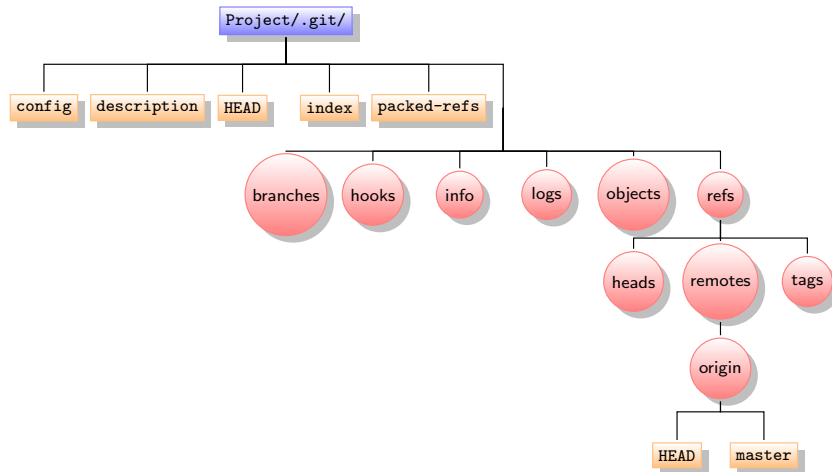 Project/.git/
config description HEAD index packed-refs
branches hooks info logs objects refs
heads remotes tags
origin
HEAD master